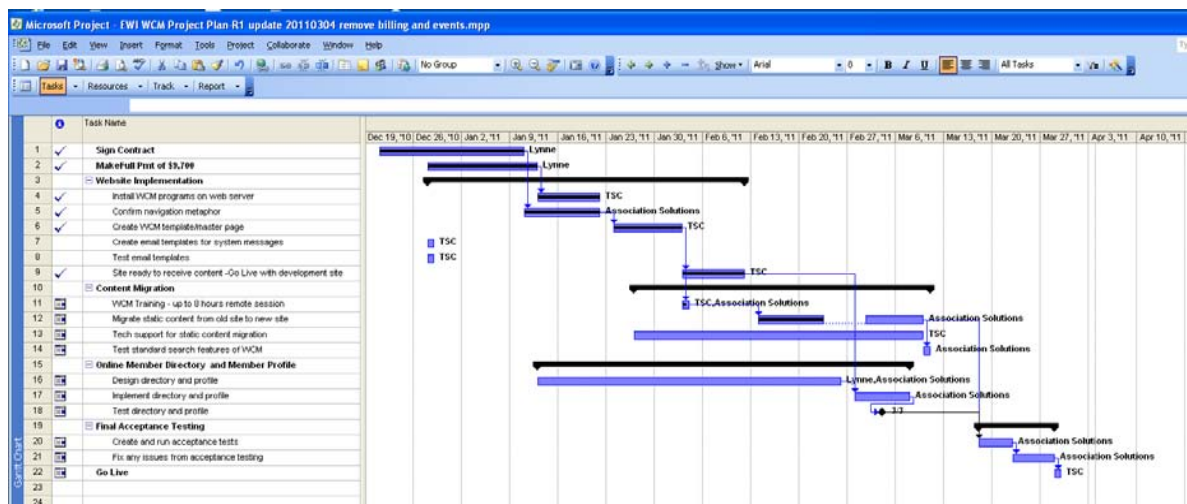 Microsoft Project - EWI WCM Project Plan R1 update 20110304 remove billing and events.mpp
File Edit View Insert Format Tools Project Collaborate Window Help
No Group Show Arial 0 B I U All Tasks
Tasks Resources Track Report
Task Name Dec 19, '10 Dec 26, '10 Jan 2, '11 Jan 9, '11 Jan 16, '11 Jan 23, '11 Jan 30, '11 Feb 6, '11 Feb 13, '11 Feb 20, '11 Feb 27, '11 Mar 6, '11 Mar 13, '11 Mar 20, '11 Mar 27, '11 Apr 3, '11 Apr 10, '11
1 Sign Contract Lynne
2 MakeFull Pmt of $9,700 Lynne
3 Website Implementation
4 Install WCM programs on web server TSC
5 Confirm navigation metaphor Association Solutions
6 Create WCM template/master page TSC
7 Create email templates for system messages TSC
8 Test email templates TSC
9 Site ready to receive content -Go Live with development site TSC
10 Content Migration
11 WCM Training - up to 8 hours remote session TSC,Association Solutions
12 Migrate static content from old site to new site Association Solutions
13 Tech support for static content migration TSC
14 Test standard search features of WCM Association Solutions
15 Online Member Directory and Member Profile
16 Design directory and profile Lynne,Association Solutions
17 Implement directory and profile Association Solutions
18 Test directory and profile 3/3
19 Final Acceptance Testing
20 Create and run acceptance tests Association Solutions
21 Fix any issues from acceptance testing Association Solutions
22 Go Live TSC
23
24
Gantt Chart